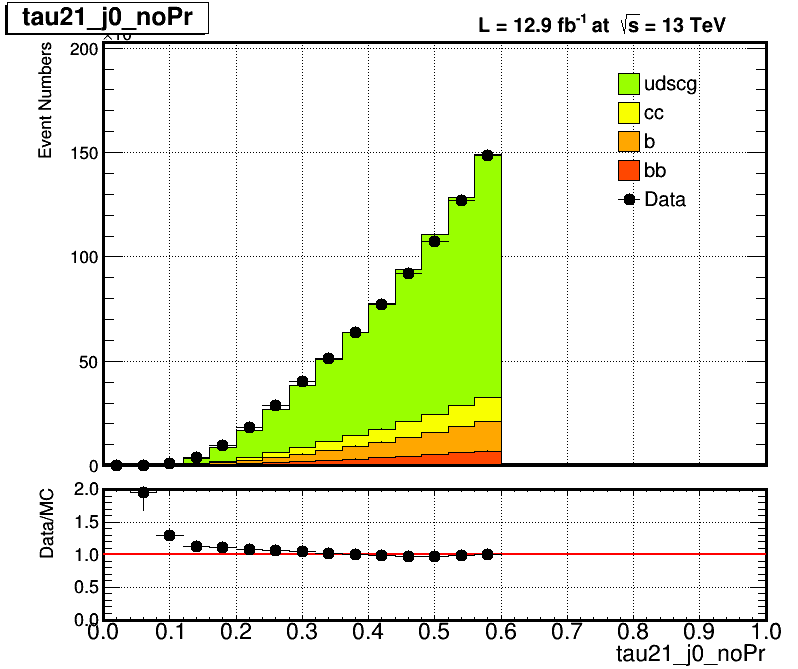 tau21_j0_noPr
L = 12.9 fb-1 at √s = 13 TeV
Event Numbers
200
150
100
50
0
udscg
cc
b
bb
Data
Data/MC
2.0
1.5
1.0
0.5
0.0
0.0 0.1 0.2 0.3 0.4 0.5 0.6 0.7 0.8 0.9 1.0
tau21_j0_noPr